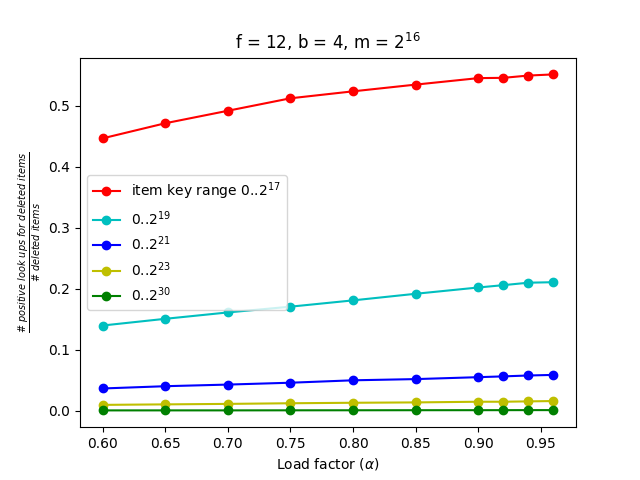 f = 12, b = 4, m = 2^16
# positive look ups for deleted items
# deleted items
0.5
0.4
0.3
0.2
0.1
0.0
item key range 0..2^17
0..2^19
0..2^21
0..2^23
0..2^30
0.60 0.65 0.70 0.75 0.80 0.85 0.90 0.95
Load factor (α)